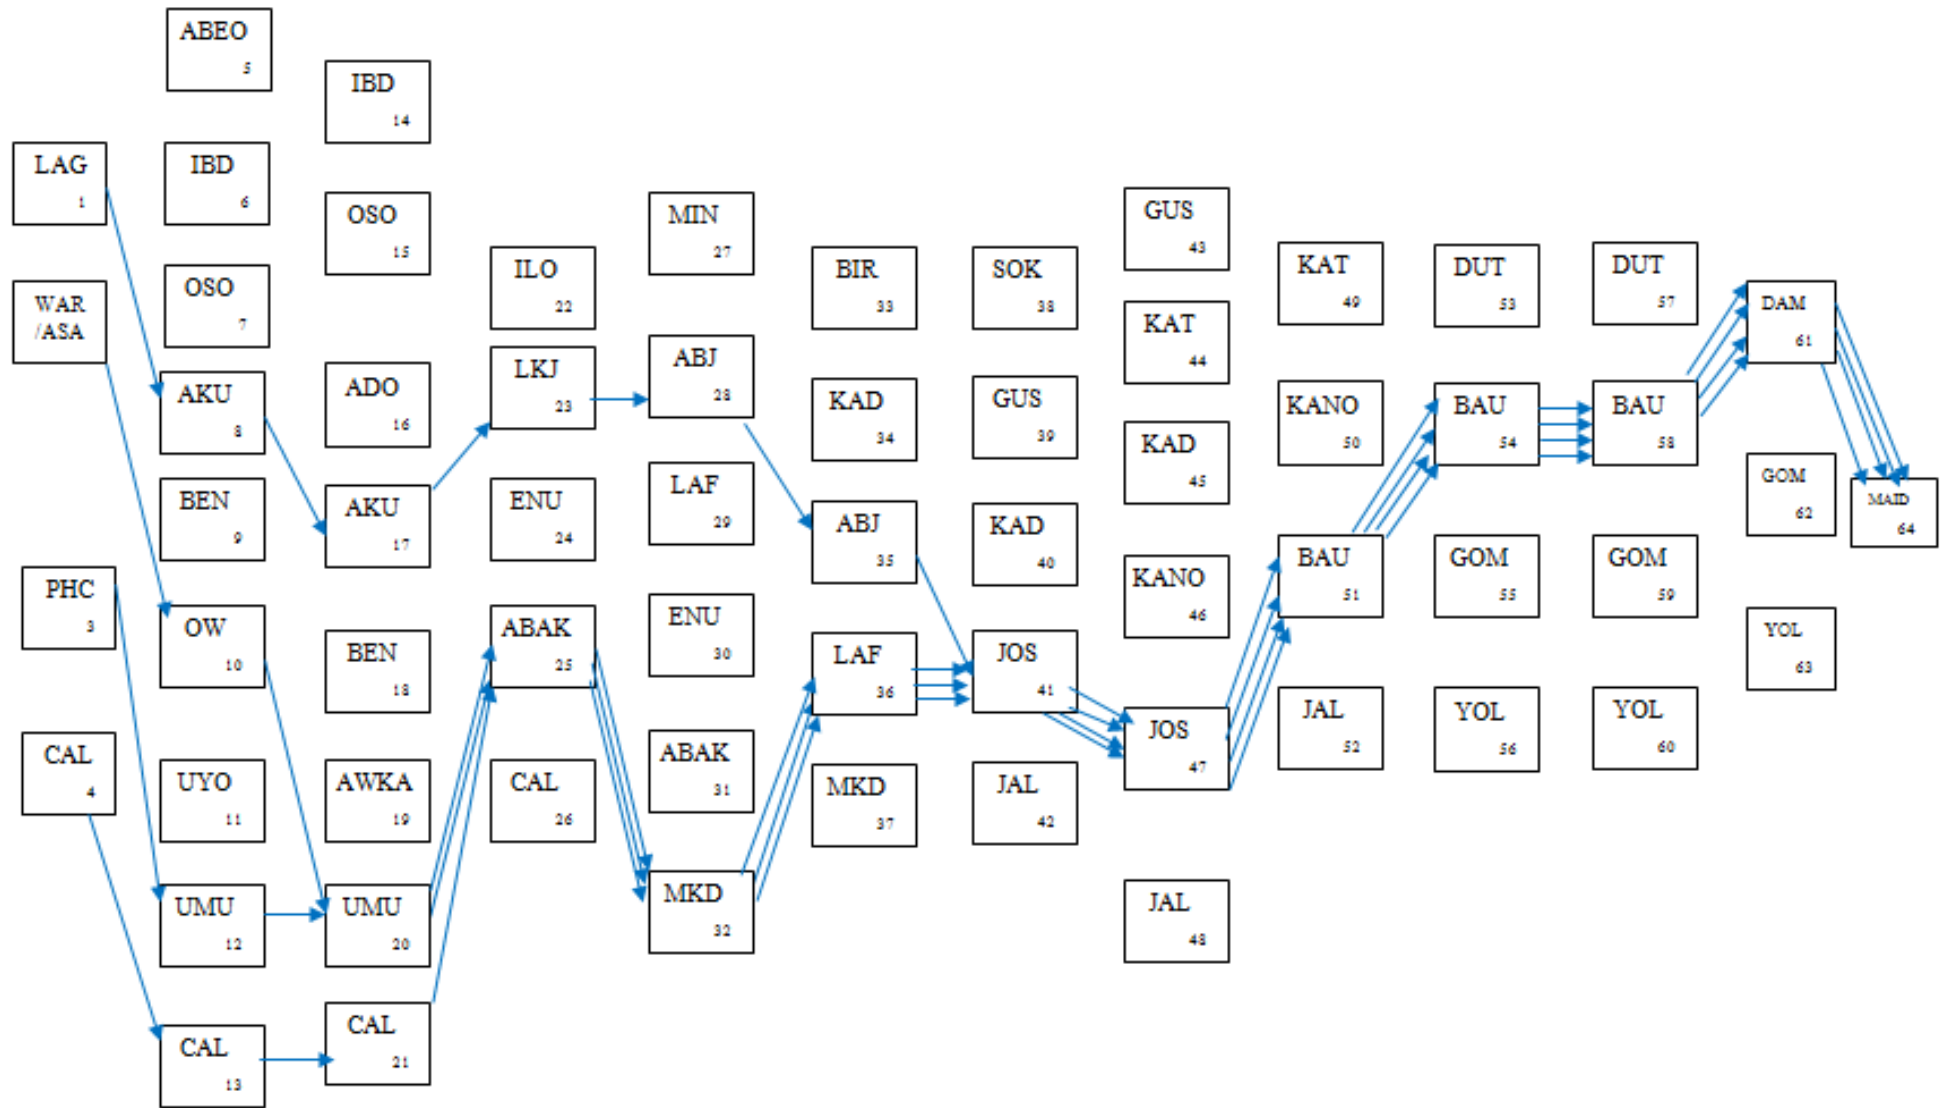 LAG
1
WAR
/ASA
PHC
3
CAL
4
ABEO
5
IBD
6
OSO
7
AKU
8
BEN
9
OW
10
UYO
11
UMU
12
CAL
13
IBD
14
OSO
15
ADO
16
AKU
17
BEN
18
AWKA
19
UMU
20
CAL
21
ILO
22
LKJ
23
ENU
24
ABAK
25
CAL
26
MIN
27
ABJ
28
LAF
29
ENU
30
ABAK
31
MKD
32
BIR
33
KAD
34
ABJ
35
LAF
36
MKD
37
SOK
38
GUS
39
KAD
40
JOS
41
JAL
42
GUS
43
KAT
44
KAD
45
KANO
46
JOS
47
JAL
48
KAT
49
KANO
50
BAU
51
JAL
52
DUT
53
BAU
54
GOM
55
YOL
56
DUT
57
BAU
58
GOM
59
YOL
60
DAM
61
GOM
62
YOL
63
MAID
64